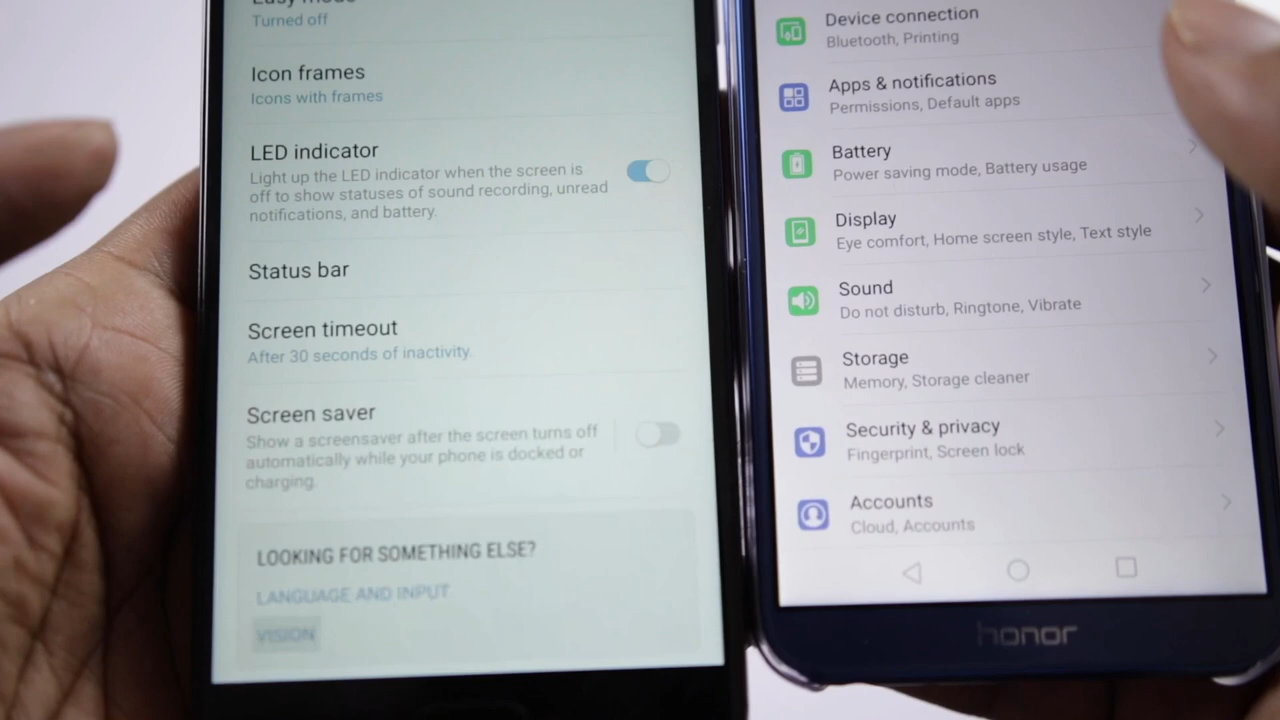 Easy mode
Turned off
Icon frames
Icons with frames
LED indicator
Light up the LED indicator when the screen is
off to show statuses of sound recording, unread
notifications, and battery.
Status bar
Screen timeout
After 30 seconds of inactivity.
Screen saver
Show a screensaver after the screen turns off
automatically while your phone is docked or
charging.
LOOKING FOR SOMETHING ELSE?
LANGUAGE AND INPUT
VISION
Device connection
Bluetooth, Printing
Apps & notifications
Permissions, Default apps
Battery
Power saving mode, Battery usage
Display
Eye comfort, Home screen style, Text style
Sound
Do not disturb, Ringtone, Vibrate
Storage
Memory, Storage cleaner
Security & privacy
Fingerprint, Screen lock
Accounts
Cloud, Accounts
honor